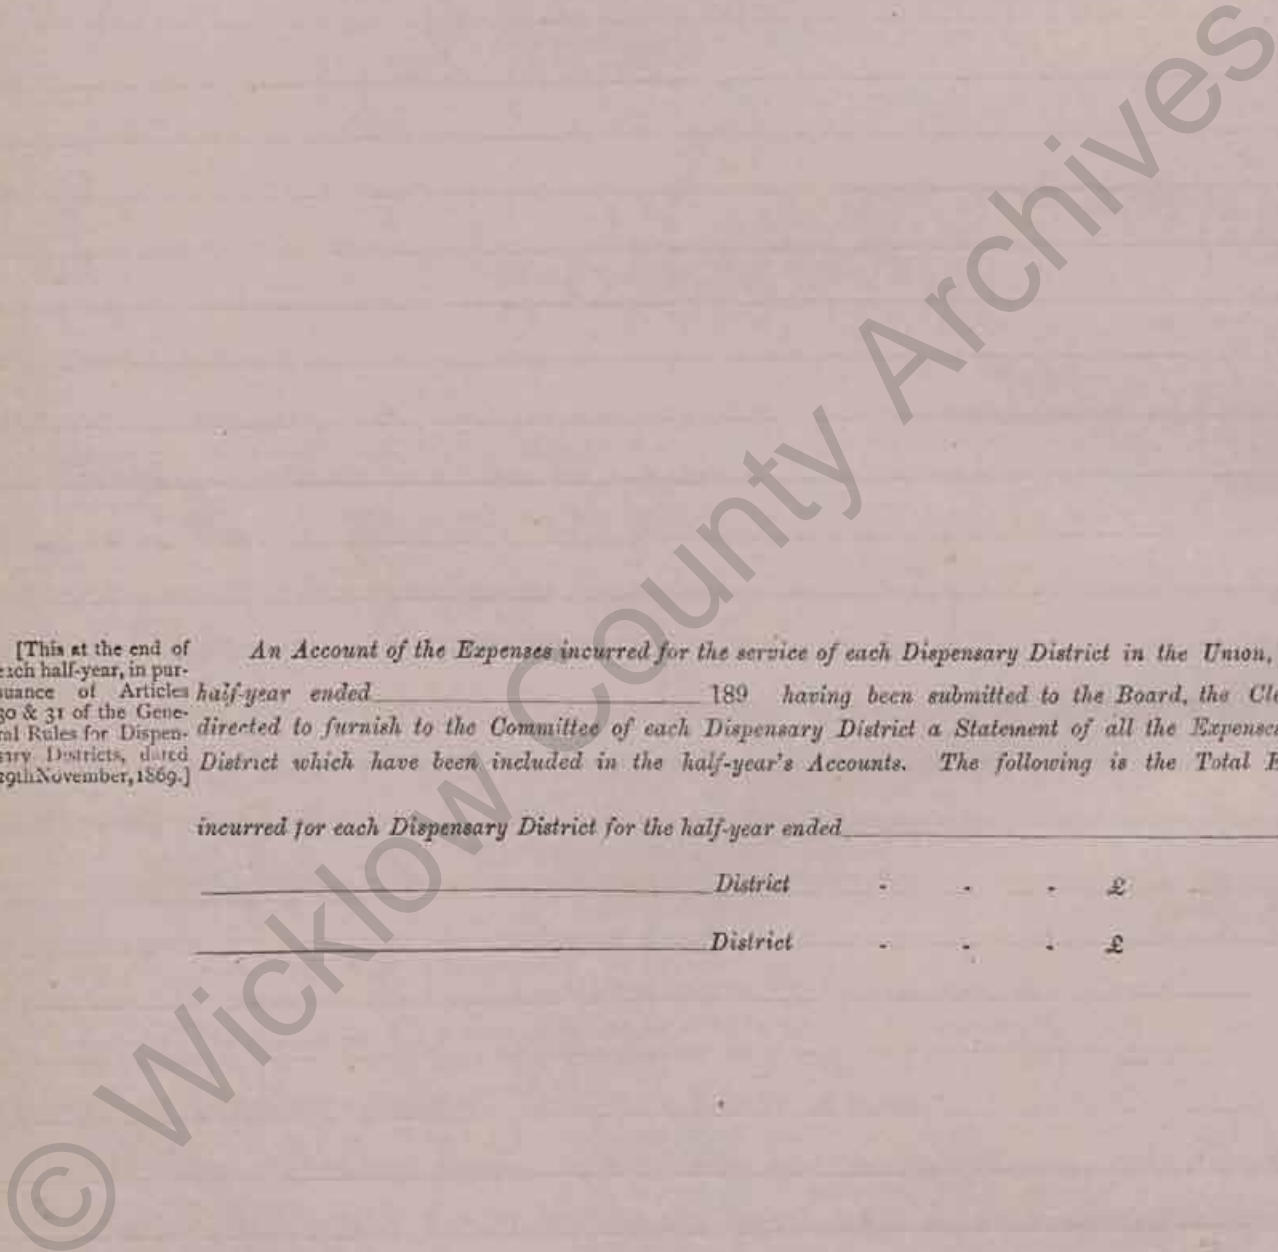 [This at the end of
each half-year, in pur-
suance of Articles
30 & 31 of the Gene-
ral Rules for Dispen-
sary Districts, dated
29th November, 1869.]
An Account of the Expenses incurred for the service of each Dispensary District in the Union,
half-year ended 189 having been submitted to the Board, the Cl
directed to furnish to the Committee of each Dispensary District a Statement of all the Expenses
District which have been included in the half-year's Accounts. The following is the Total E
incurred for each Dispensary District for the half-year ended
District - - - £
District - - - £
© Wicklow County Archives